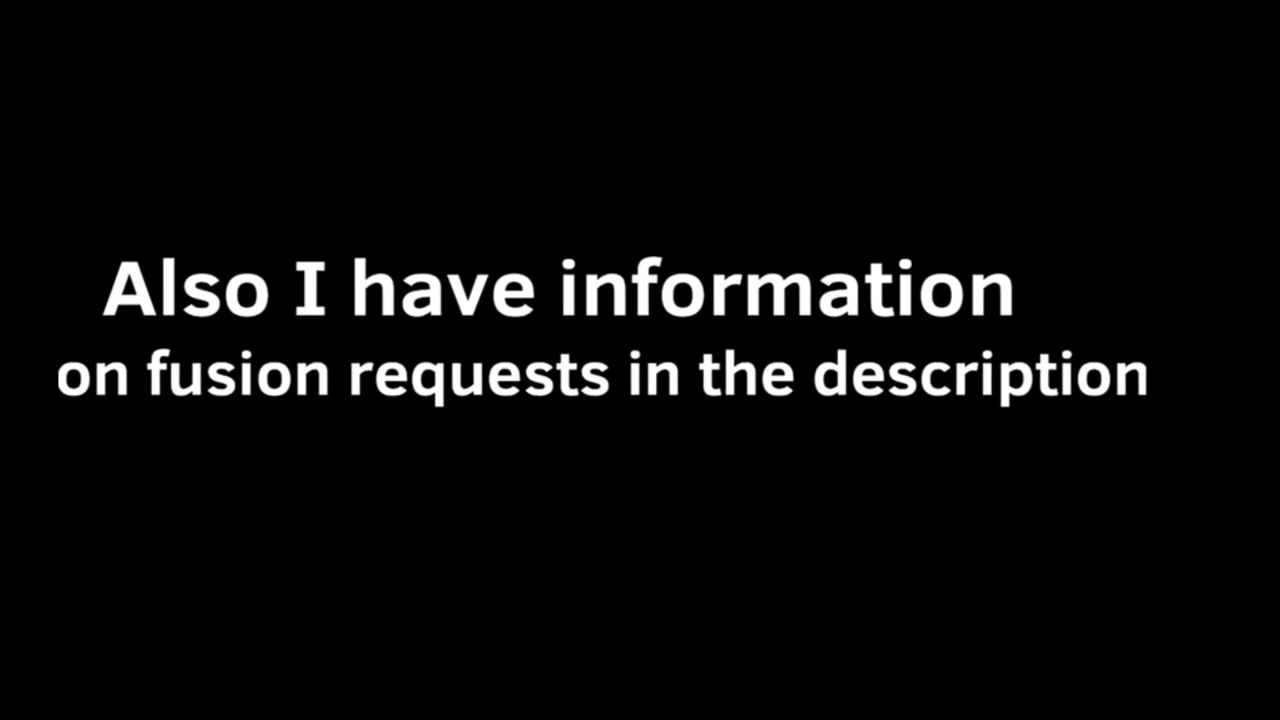 Also I have information
on fusion requests in the description